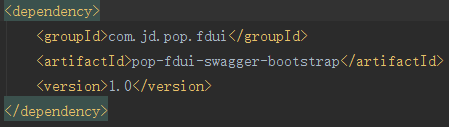 <dependency>
<groupId>com.jd.pop.fdui</groupId>
<artifactId>pop-fdui-swagger-bootstrap</artifactId>
<version>1.0</version>
</dependency>